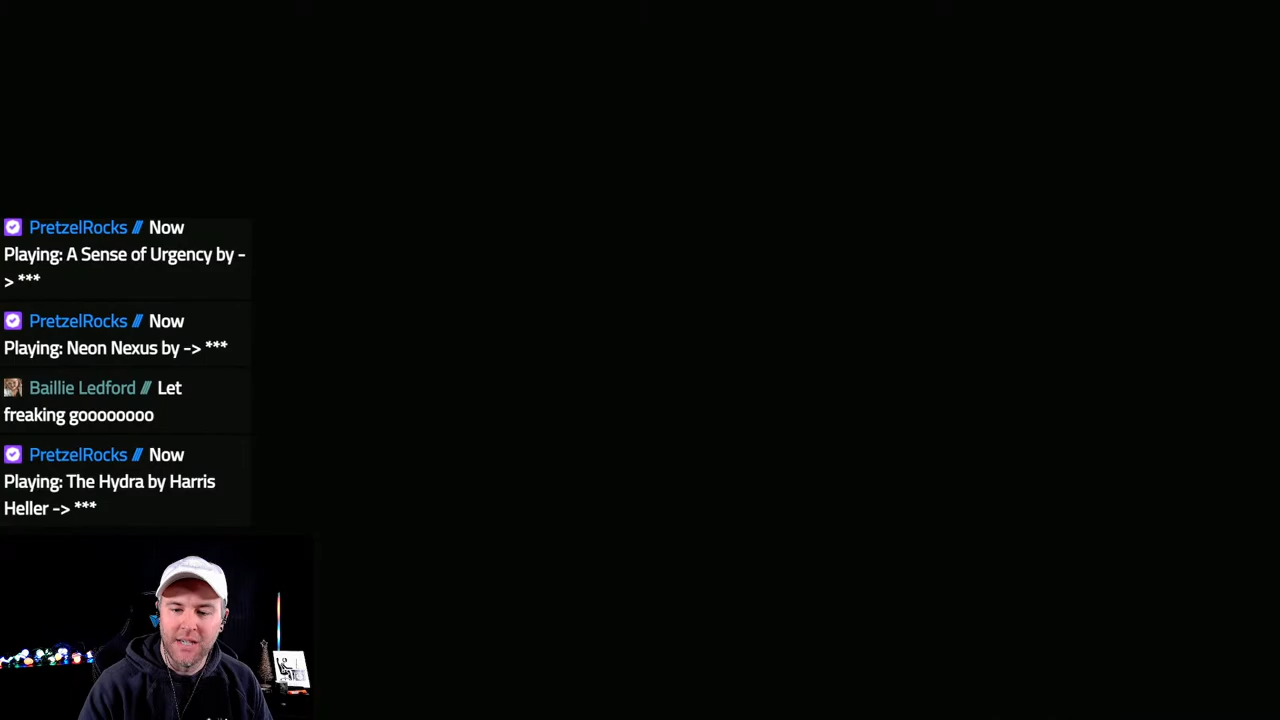 PretzelRocks /// Now
Playing: A Sense of Urgency by -
> ***
PretzelRocks /// Now
Playing: Neon Nexus by -> ***
Baillie Ledford /// Let
freaking goooooooo
PretzelRocks /// Now
Playing: The Hydra by Harris
Heller -> ***